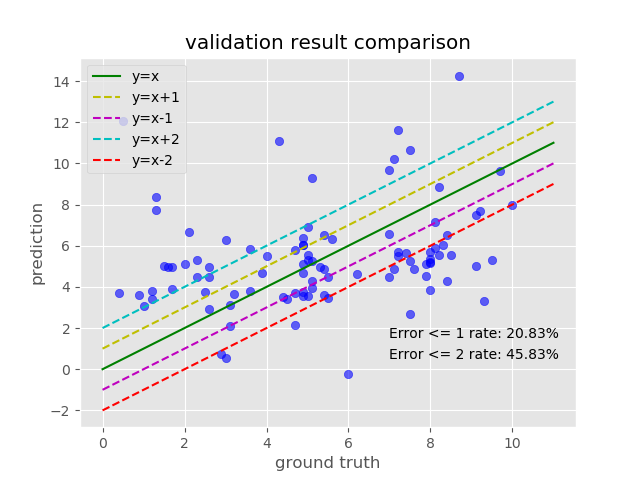 validation result comparison
y=x
y=x+1
y=x-1
y=x+2
y=x-2
14
12
10
8
6
4
2
0
−2
prediction
Error <= 1 rate: 20.83%
Error <= 2 rate: 45.83%
0 2 4 6 8 10
ground truth